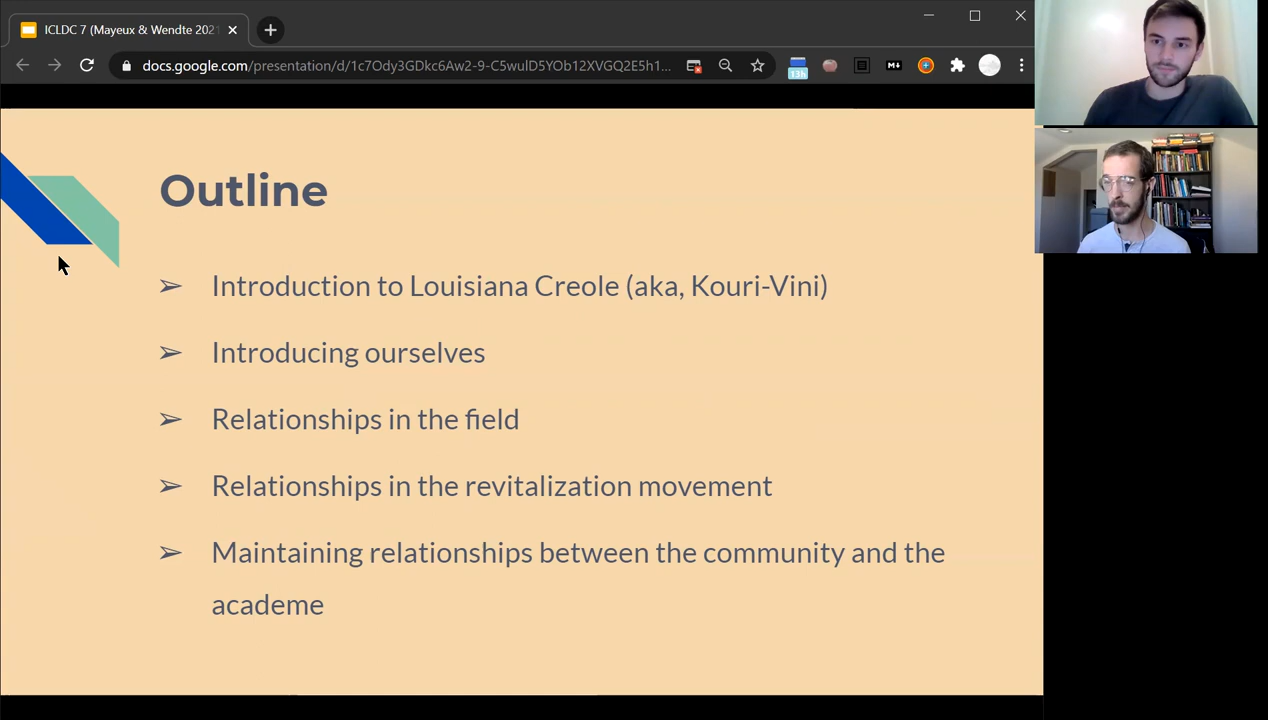 ICLDC 7 (Mayeux & Wendte 2021
docs.google.com/presentation/d/1c7Ody3GDkc6Aw2-9-C5wulD5YOb12XVGQ2E5h1...
13h
M
Outline
➢ Introduction to Louisiana Creole (aka, Kouri-Vini)
➢ Introducing ourselves
➢ Relationships in the field
➢ Relationships in the revitalization movement
➢ Maintaining relationships between the community and the
academe